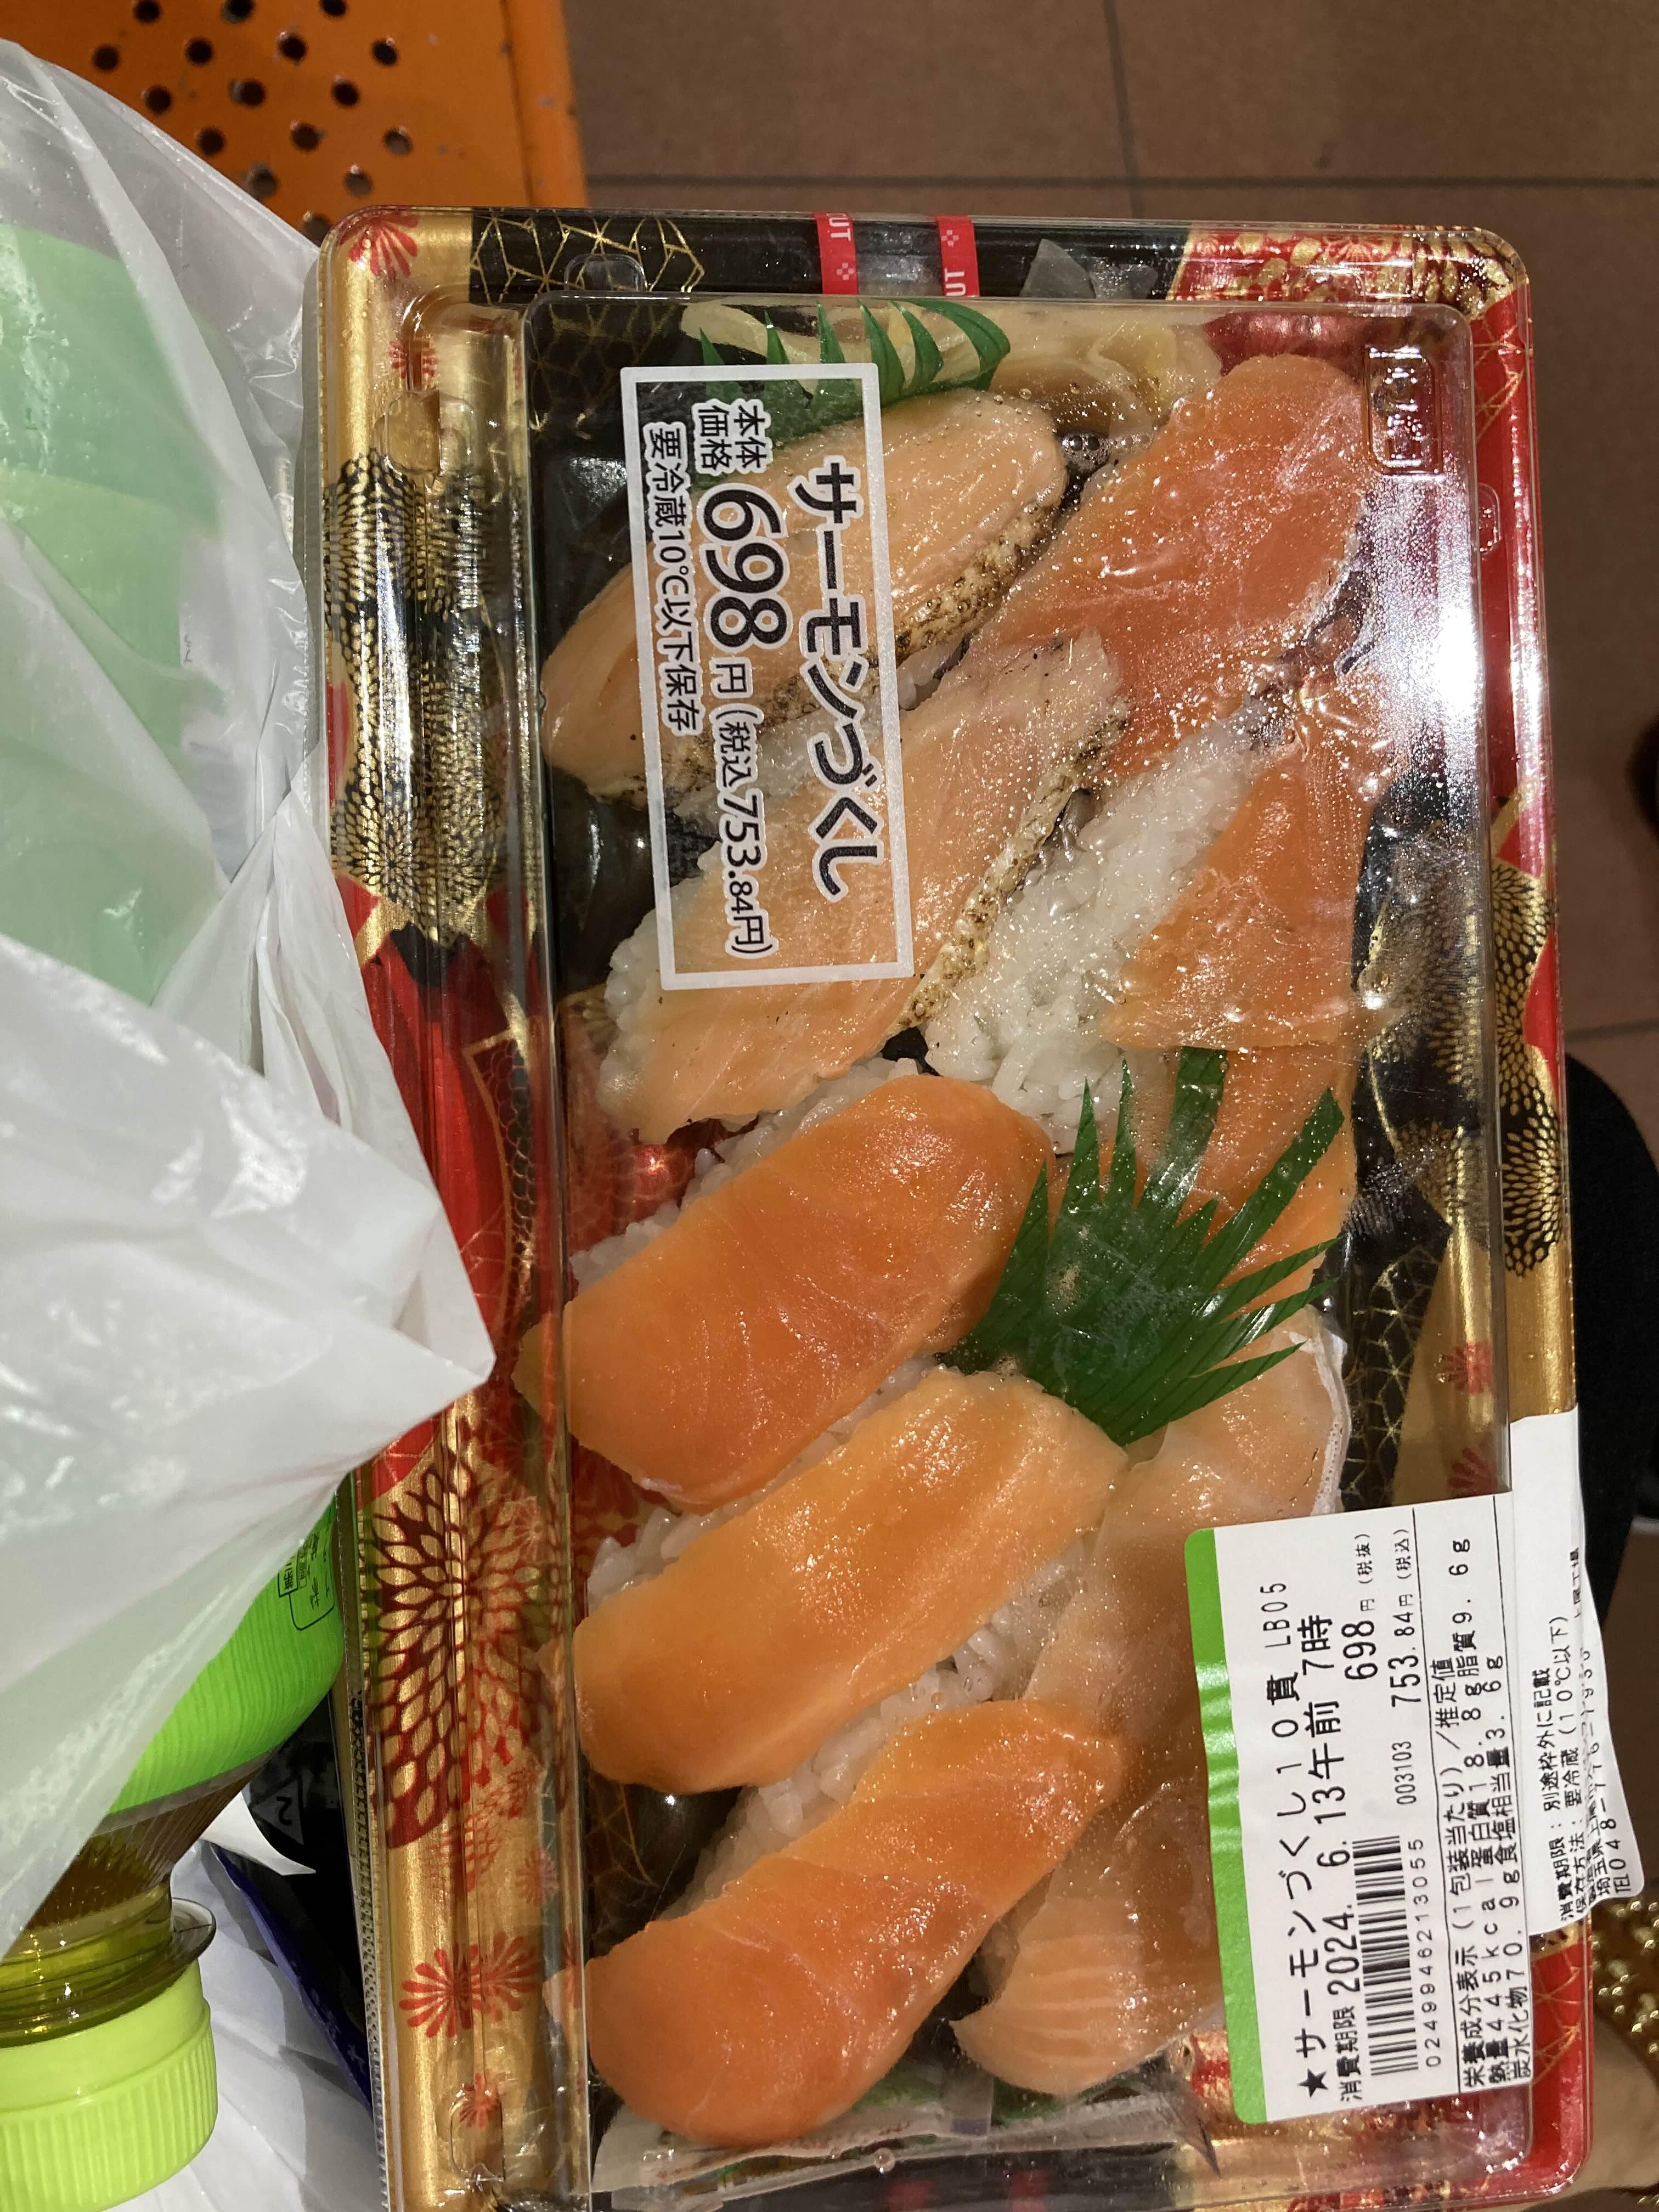 サーモンづくし
本体
価格 698円(税込753.84円)
要冷蔵10℃以下保存
★サーモンづくし10貫 LB05
消費期限 2024. 6. 13午前 7時
698円(税抜)
003103 753.84円(税込)
02499946213055
栄養成分表示(1包装当たり)/推定値
熱量445kcal 蛋白質18.8g脂質9.6g
炭水化物70.9g食塩相当量3.6g
消費期限:別途枠外に記載
保存方法:要冷蔵(10℃以下)
CUT